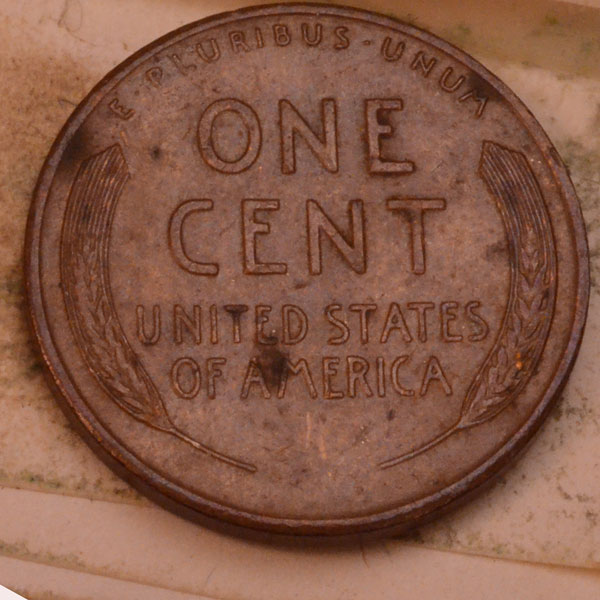 E · PLURIBUS · UNUM
ONE
CENT
UNITED STATES
OF AMERICA